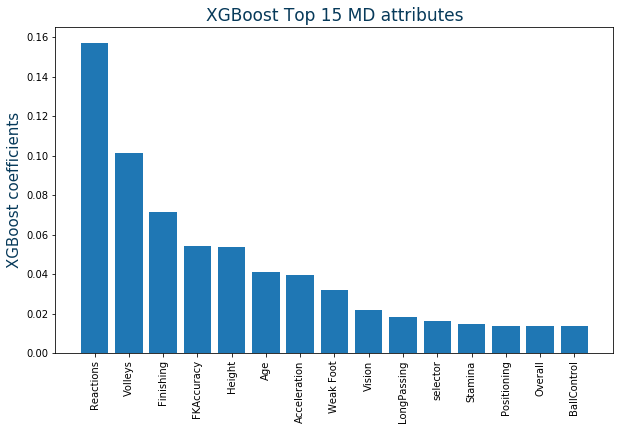 XGBoost Top 15 MD attributes
XGBoost coefficients
0.16
0.14
0.12
0.10
0.08
0.06
0.04
0.02
0.00
Reactions
Volleys
Finishing
FKAccuracy
Height
Age
Acceleration
Weak Foot
Vision
LongPassing
selector
Stamina
Positioning
Overall
BallControl